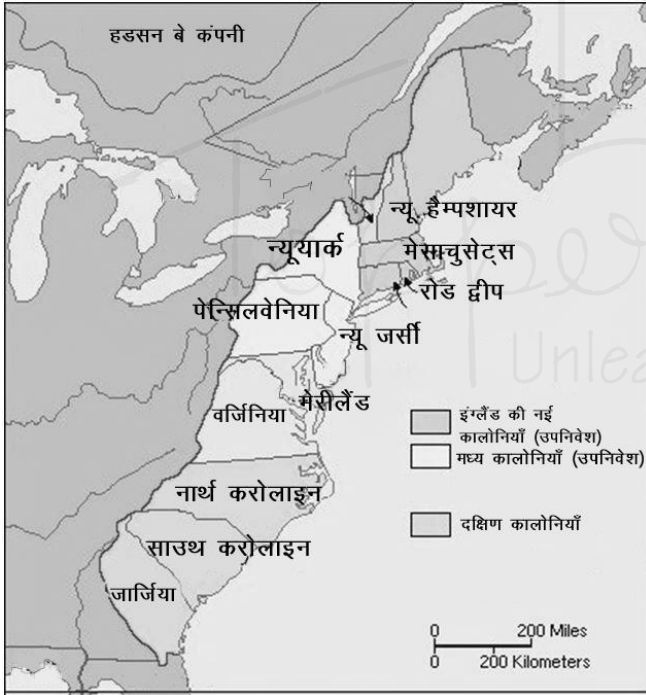 हडसन बे कंपनी
न्यू हैम्पशायर
न्यूयार्क
मेसाचुसेट्स
रोड द्वीप
पेन्सिलवेनिया
न्यू जर्सी
मेरीलैंड
वर्जिनिया
इंग्लैंड की नई
कालोनियाँ (उपनिवेश)
मध्य कालोनियाँ (उपनिवेश)
नार्थ करोलाइन
दक्षिण कालोनियाँ
साउथ करोलाइन
जार्जिया
0 200 Miles
0 200 Kilometers
Unlea